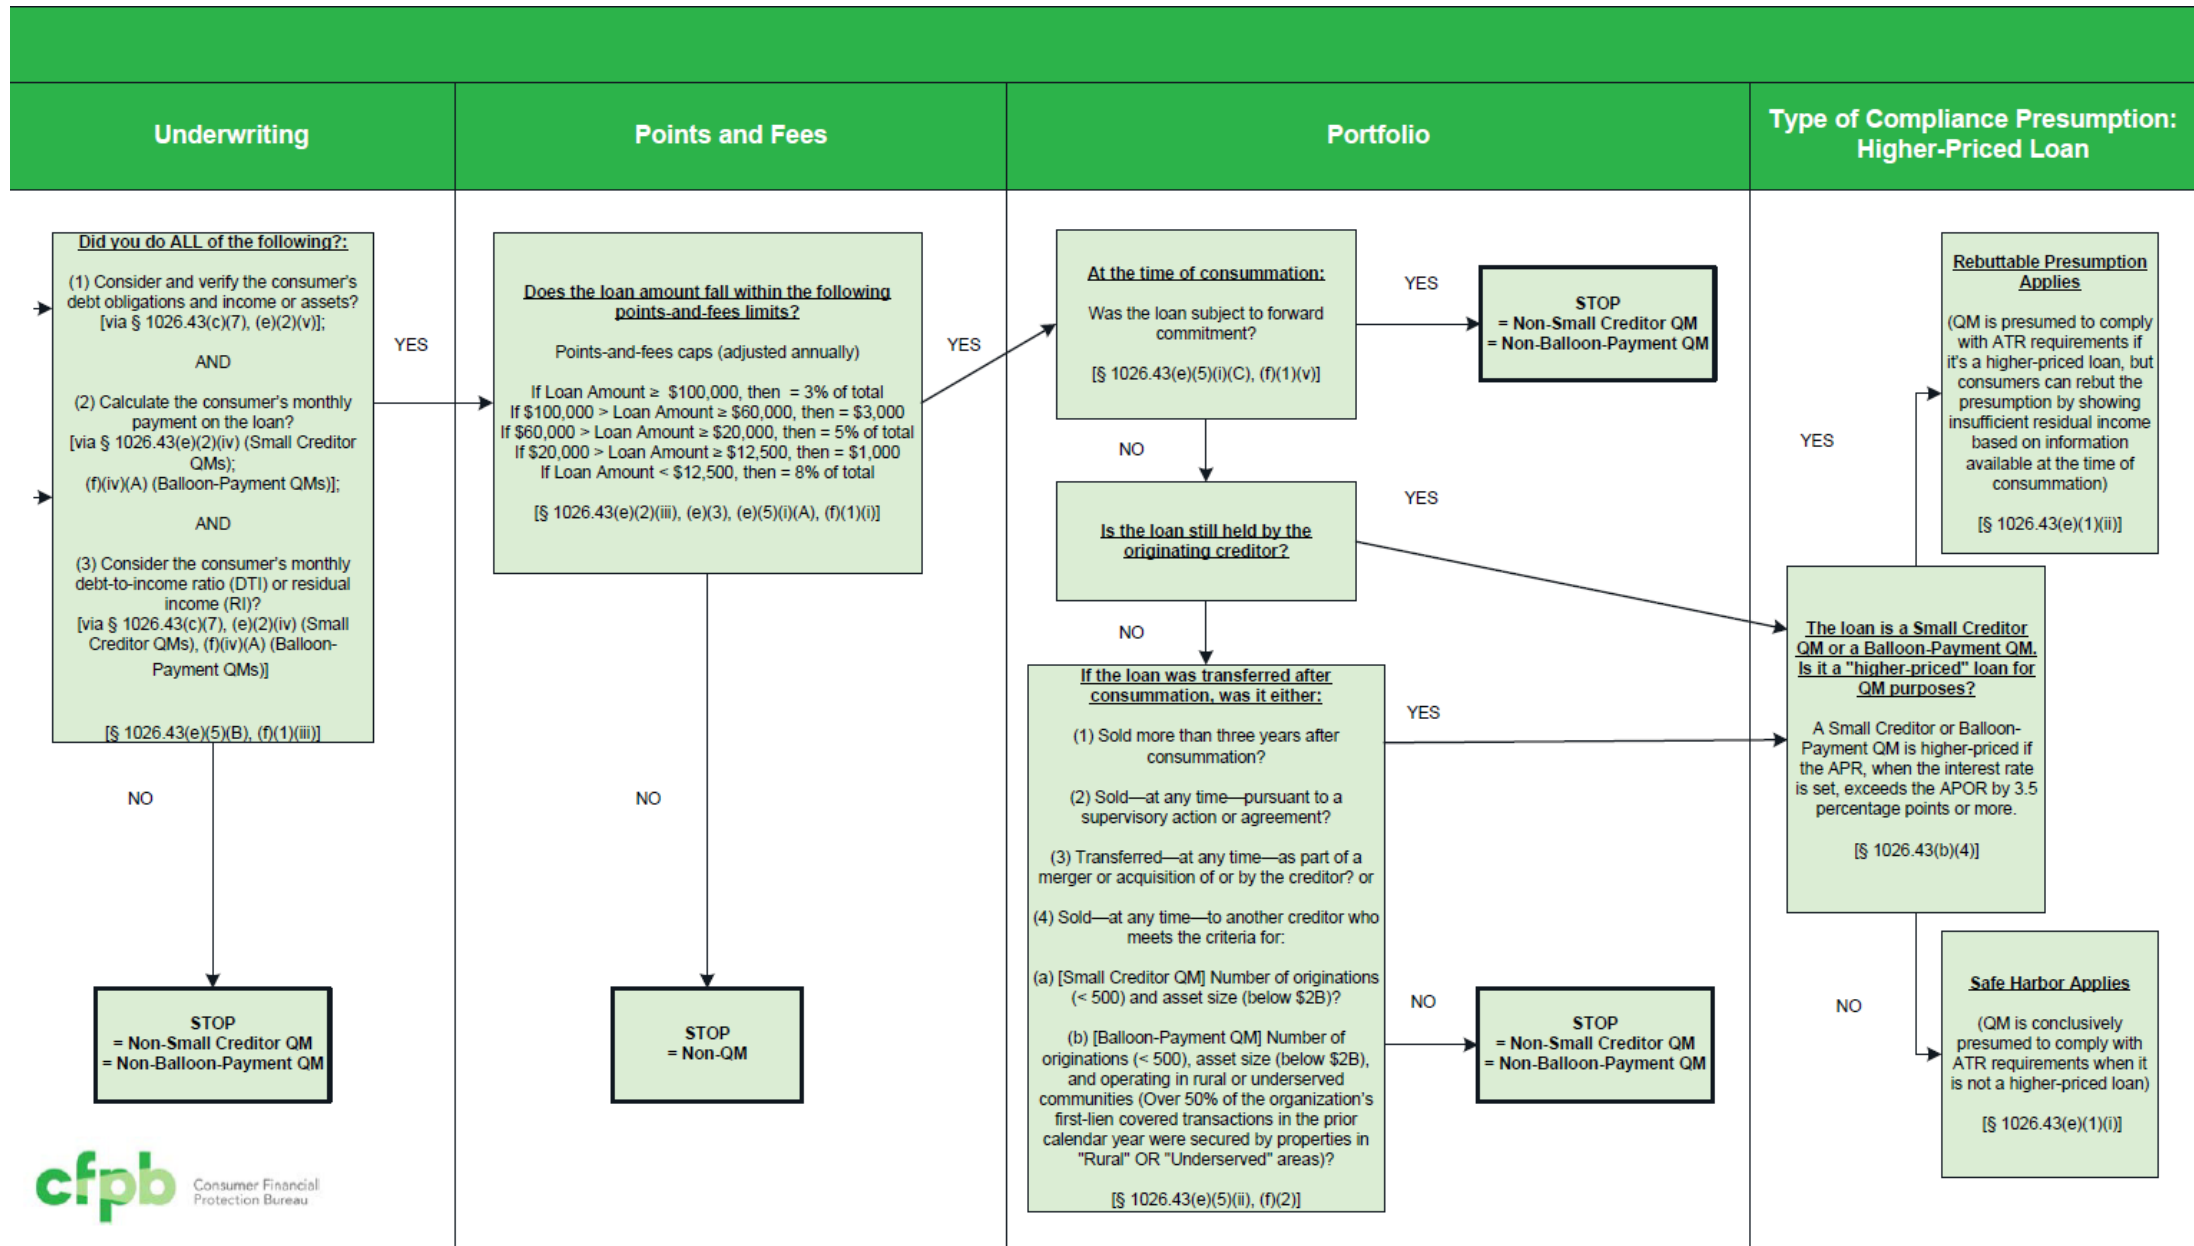 Underwriting
Points and Fees
Portfolio
Type of Compliance Presumption:
Higher-Priced Loan
Did you do ALL of the following?:
(1) Consider and verify the consumer's
debt obligations and income or assets?
[via § 1026.43(c)(7), (e)(2)(v)];
AND
(2) Calculate the consumer's monthly
payment on the loan?
[via § 1026.43(e)(2)(iv) (Small Creditor
QMs);
(f)(iv)(A) (Balloon-Payment QMs)];
AND
(3) Consider the consumer's monthly
debt-to-income ratio (DTI) or residual
income (RI)?
[via § 1026.43(c)(7), (e)(2)(iv) (Small
Creditor QMs), (f)(iv)(A) (Balloon-
Payment QMs)]
[§ 1026.43(e)(5)(B), (f)(1)(iii)]
YES
NO
STOP
= Non-Small Creditor QM
= Non-Balloon-Payment QM
Does the loan amount fall within the following
points-and-fees limits?
Points-and-fees caps (adjusted annually)
If Loan Amount ≥ $100,000, then = 3% of total
If $100,000 > Loan Amount ≥ $60,000, then = $3,000
If $60,000 > Loan Amount ≥ $20,000, then = 5% of total
If $20,000 > Loan Amount ≥ $12,500, then = $1,000
If Loan Amount < $12,500, then = 8% of total
[§ 1026.43(e)(2)(iii), (e)(3), (e)(5)(i)(A), (f)(1)(i)]
YES
NO
STOP
= Non-QM
At the time of consummation:
Was the loan subject to forward
commitment?
[§ 1026.43(e)(5)(i)(C), (f)(1)(v)]
YES
STOP
= Non-Small Creditor QM
= Non-Balloon-Payment QM
NO
Is the loan still held by the
originating creditor?
YES
NO
If the loan was transferred after
consummation, was it either:
(1) Sold more than three years after
consummation?
(2) Sold—at any time—pursuant to a
supervisory action or agreement?
(3) Transferred—at any time—as part of a
merger or acquisition of or by the creditor? or
(4) Sold—at any time—to another creditor who
meets the criteria for:
(a) [Small Creditor QM] Number of originations
(< 500) and asset size (below $2B)?
(b) [Balloon-Payment QM] Number of
originations (< 500), asset size (below $2B),
and operating in rural or underserved
communities (Over 50% of the organization's
first-lien covered transactions in the prior
calendar year were secured by properties in
"Rural" OR "Underserved" areas)?
[§ 1026.43(e)(5)(ii), (f)(2)]
YES
NO
STOP
= Non-Small Creditor QM
= Non-Balloon-Payment QM
Rebuttable Presumption
Applies
(QM is presumed to comply
with ATR requirements if
it's a higher-priced loan, but
consumers can rebut the
presumption by showing
insufficient residual income
based on information
available at the time of
consummation)
[§ 1026.43(e)(1)(ii)]
YES
The loan is a Small Creditor
QM or a Balloon-Payment QM.
Is it a "higher-priced" loan for
QM purposes?
A Small Creditor or Balloon-
Payment QM is higher-priced if
the APR, when the interest rate
is set, exceeds the APOR by 3.5
percentage points or more.
[§ 1026.43(b)(4)]
NO
Safe Harbor Applies
(QM is conclusively
presumed to comply with
ATR requirements when it
is not a higher-priced loan)
[§ 1026.43(e)(1)(i)]
cfpb
Consumer Financial
Protection Bureau